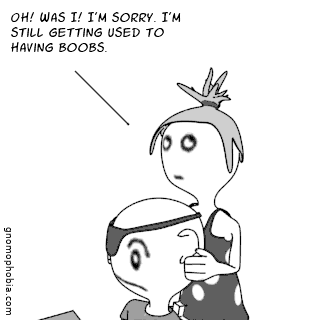 OH! WAS I! I'M SORRY. I'M
STILL GETTING USED TO
HAVING BOOBS.
gnomophobia.com